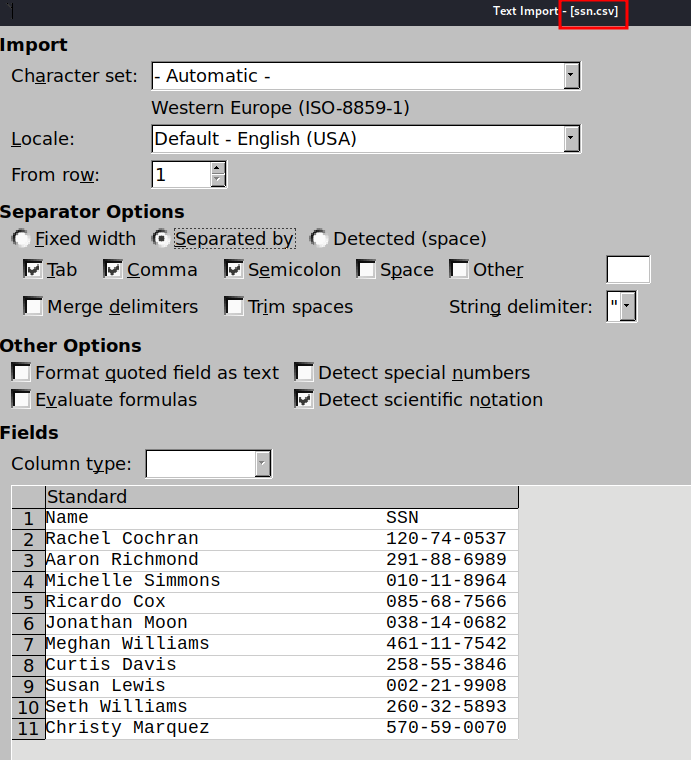 Text Import - [ssn.csv]
Import
Character set: - Automatic -
Western Europe (ISO-8859-1)
Locale: Default - English (USA)
From row: 1
Separator Options
Fixed width Separated by Detected (space)
Tab Comma Semicolon Space Other
Merge delimiters Trim spaces String delimiter: "
Other Options
Format quoted field as text Detect special numbers
Evaluate formulas Detect scientific notation
Fields
Column type:
Standard
1 Name SSN
2 Rachel Cochran 120-74-0537
3 Aaron Richmond 291-88-6989
4 Michelle Simmons 010-11-8964
5 Ricardo Cox 085-68-7566
6 Jonathan Moon 038-14-0682
7 Meghan Williams 461-11-7542
8 Curtis Davis 258-55-3846
9 Susan Lewis 002-21-9908
10 Seth Williams 260-32-5893
11 Christy Marquez 570-59-0070